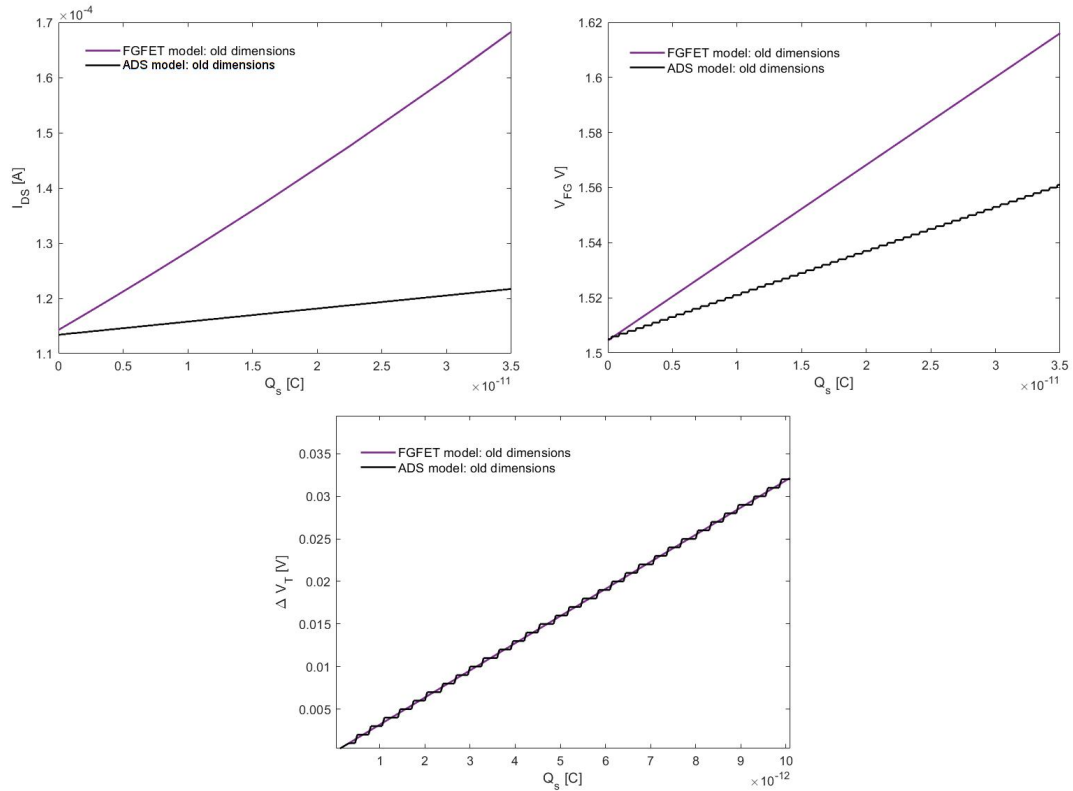 ×10⁻⁴
1.7
1.6
1.5
1.4
1.3
1.2
1.1
I_DS [A]
FGFET model: old dimensions
ADS model: old dimensions
0 0.5 1 1.5 2 2.5 3 3.5
Q_s [C]
×10⁻¹¹
1.62
1.6
1.58
1.56
1.54
1.52
1.5
V_FG V]
FGFET model: old dimensions
ADS model: old dimensions
0 0.5 1 1.5 2 2.5 3 3.5
Q_s [C]
×10⁻¹¹
0.035
0.03
0.025
0.02
0.015
0.01
0.005
Δ V_T [V]
FGFET model: old dimensions
ADS model: old dimensions
1 2 3 4 5 6 7 8 9 10
Q_s [C]
×10⁻¹²